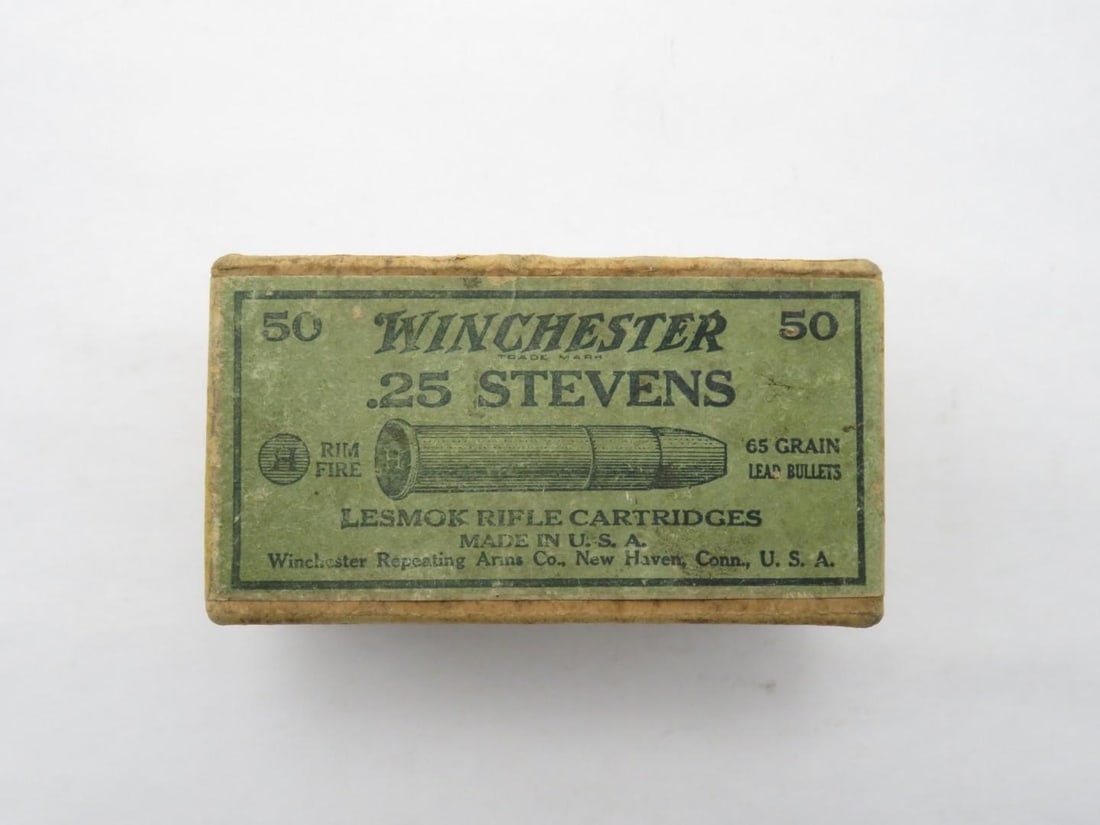 50 WINCHESTER 50
TRADE MARK
.25 STEVENS
H RIM FIRE
65 GRAIN
LEAD BULLETS
LESMOK RIFLE CARTRIDGES
MADE IN U.S.A.
Winchester Repeating Arms Co., New Haven, Conn., U. S. A.